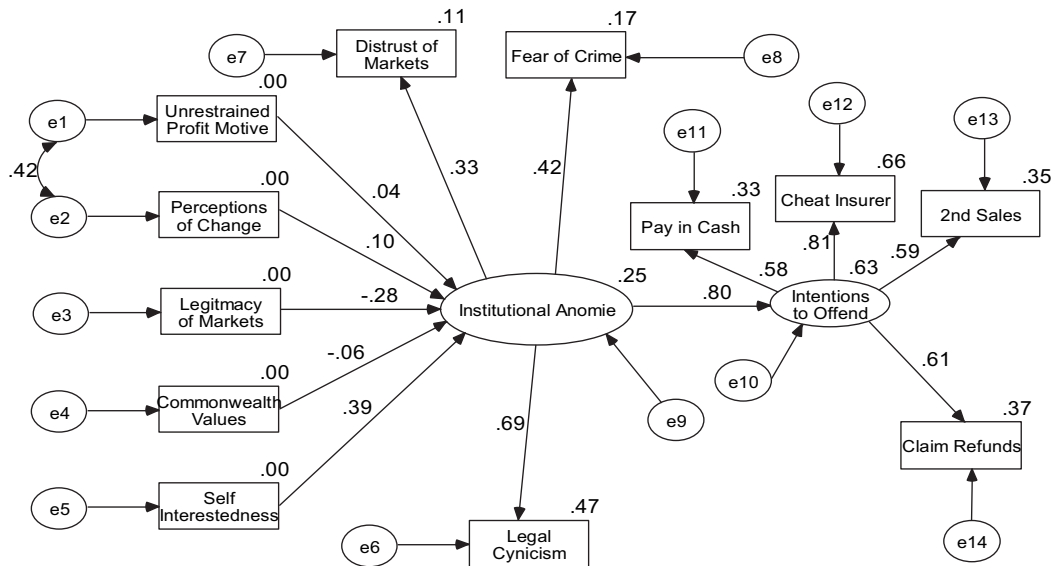 .11
.17
e7
Distrust of
Markets
Fear of Crime
e8
.00
e1
Unrestrained
Profit Motive
e12
e11
e13
.42
.33
.42
.66
.35
.00
.04
.33
Cheat Insurer
e2
Perceptions
of Change
Pay in Cash
2nd Sales
.10
.81
.59
.00
.58
.63
.25
e3
Legitmacy
of Markets
-.28
Institutional Anomie
.80
Intentions
to Offend
-.06
.00
.61
e10
e4
Commonwealth
Values
.39
.37
.69
e9
Claim Refunds
.00
e5
Self
Interestedness
.47
e6
Legal
Cynicism
e14